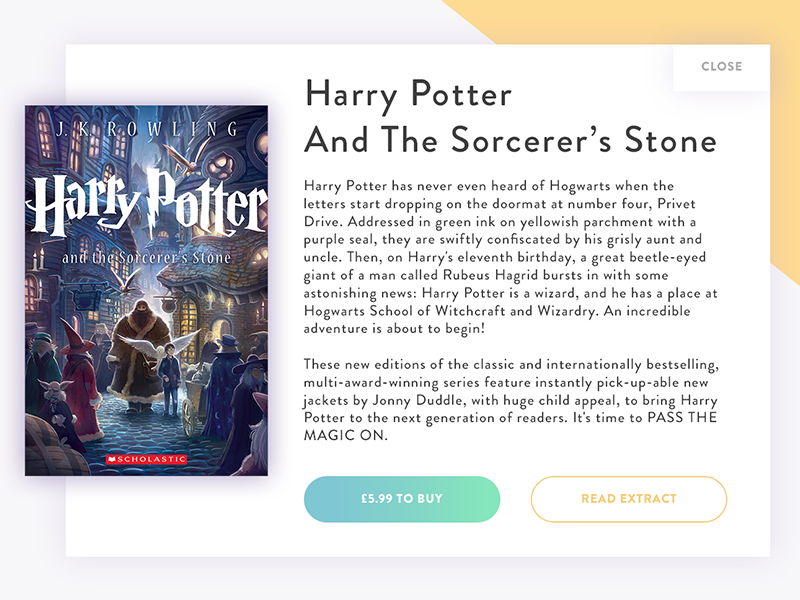 CLOSE
J. K. ROWLING
Harry Potter
and the Sorcerer's Stone
SCHOLASTIC
Harry Potter
And The Sorcerer’s Stone
Harry Potter has never even heard of Hogwarts when the
letters start dropping on the doormat at number four, Privet
Drive. Addressed in green ink on yellowish parchment with a
purple seal, they are swiftly confiscated by his grisly aunt and
uncle. Then, on Harry's eleventh birthday, a great beetle-eyed
giant of a man called Rubeus Hagrid bursts in with some
astonishing news: Harry Potter is a wizard, and he has a place at
Hogwarts School of Witchcraft and Wizardry. An incredible
adventure is about to begin!
These new editions of the classic and internationally bestselling,
multi-award-winning series feature instantly pick-up-able new
jackets by Jonny Duddle, with huge child appeal, to bring Harry
Potter to the next generation of readers. It's time to PASS THE
MAGIC ON.
£5.99 TO BUY
READ EXTRACT